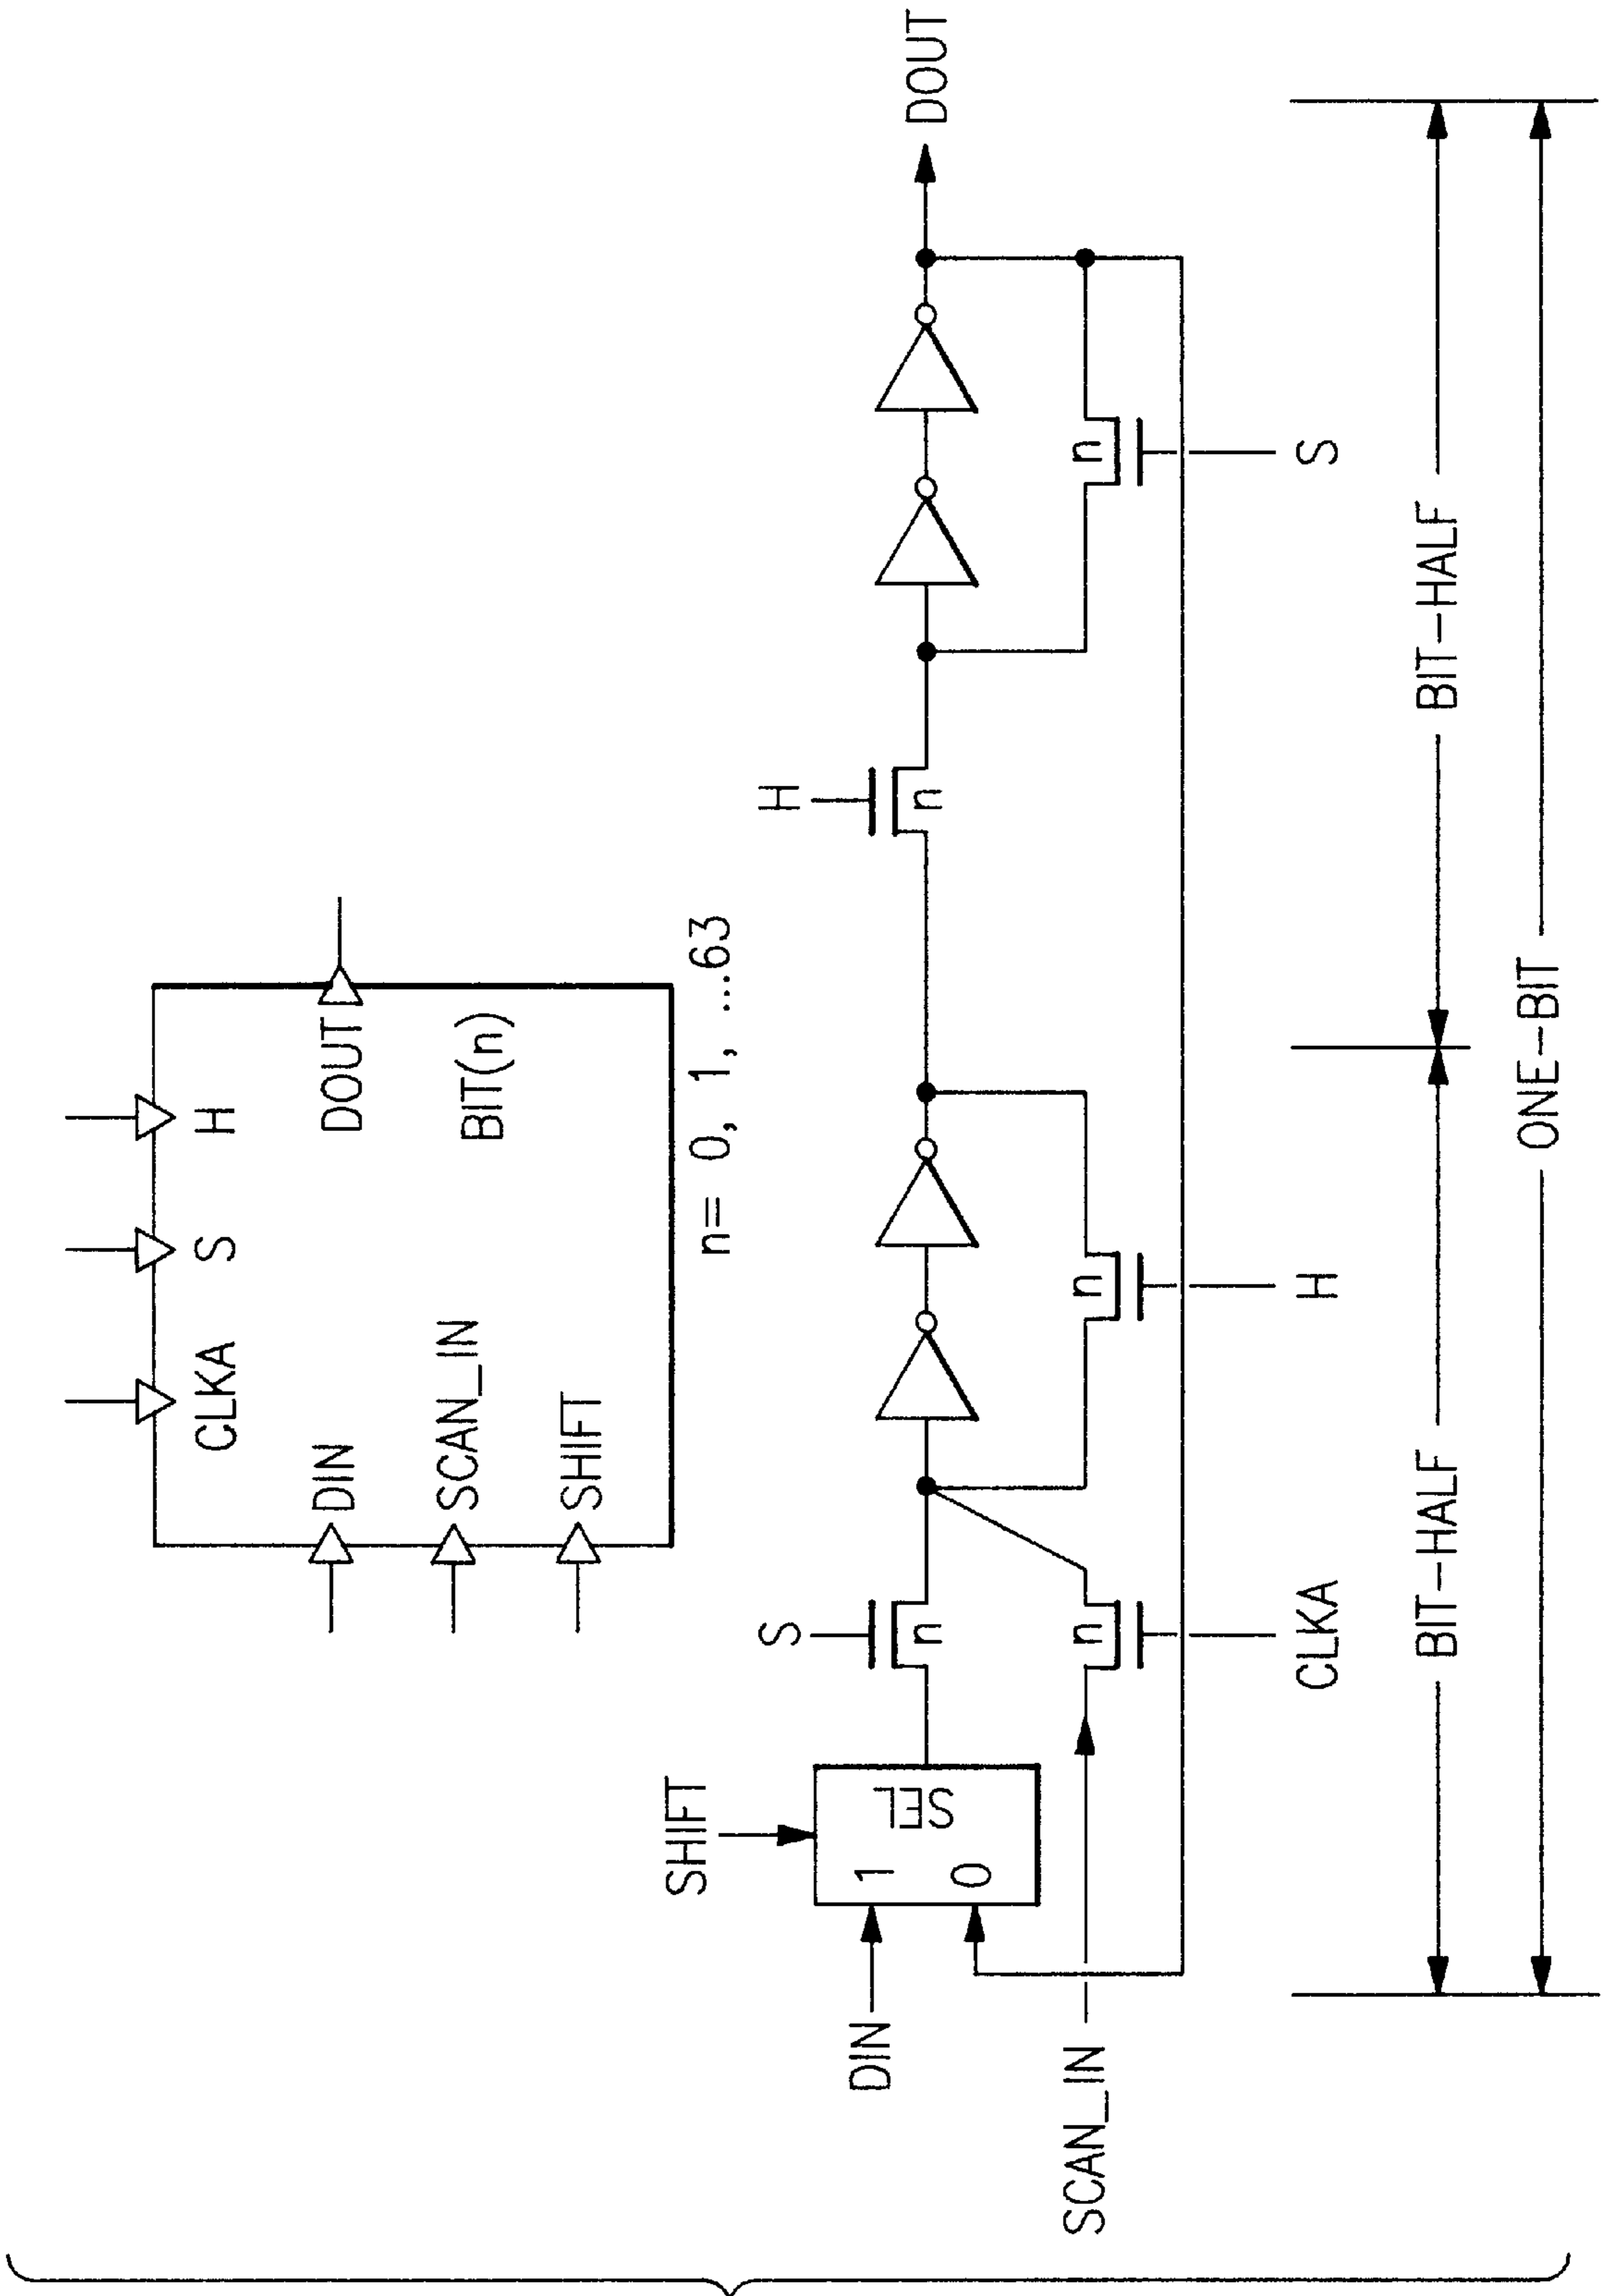 CLKA
S
H
DIN
DOUT
SCAN_IN
BIT(n)
SHIFT
n= 0, 1, ...63
SHIFT
S
H
DIN
1
SEL
n
n
DOUT
0
SCAN_IN
n
n
n
CLKA
H
S
BIT-HALF
BIT-HALF
ONE-BIT